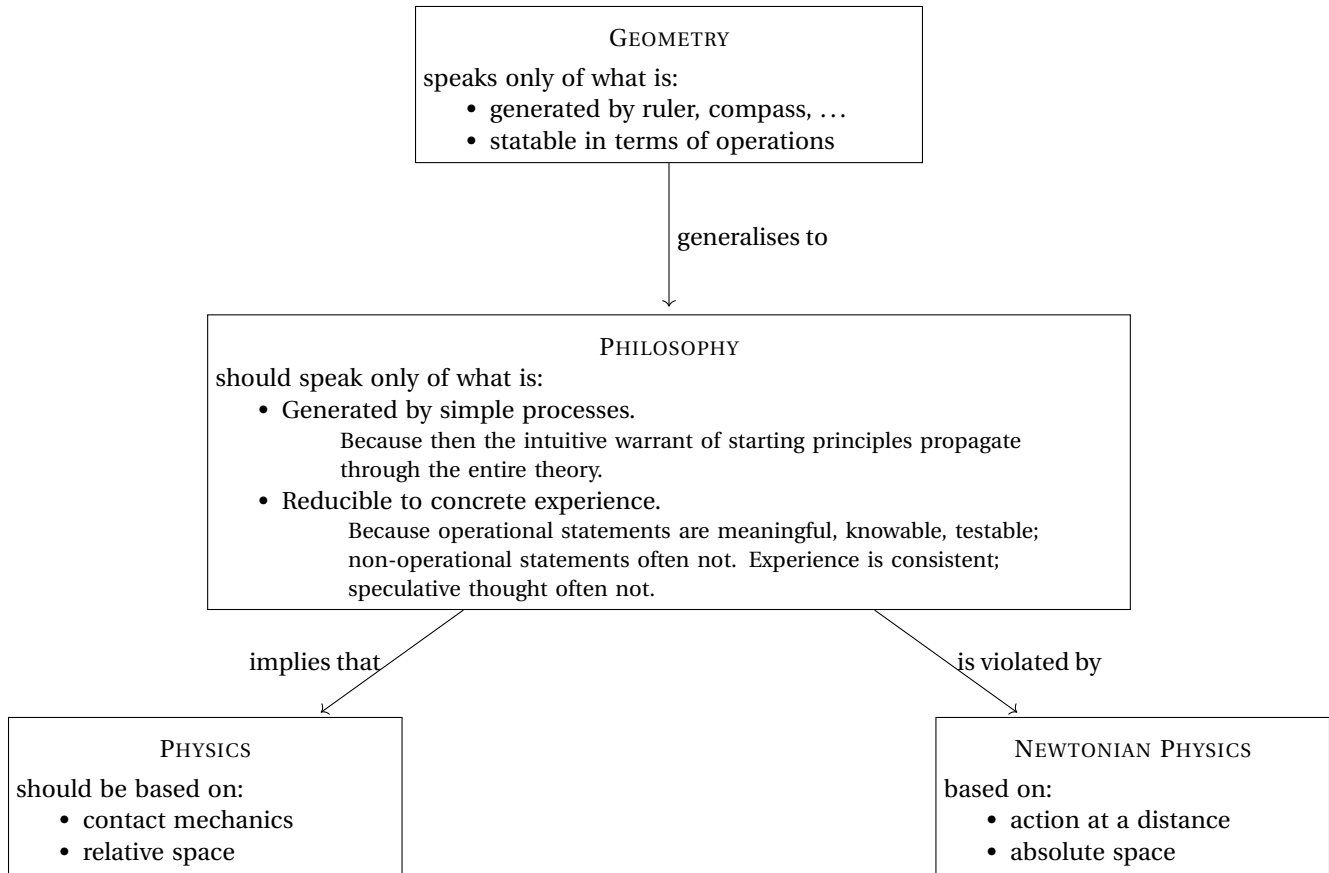 GEOMETRY
speaks only of what is:
• generated by ruler, compass, …
• statable in terms of operations
generalises to
PHILOSOPHY
should speak only of what is:
• Generated by simple processes.
Because then the intuitive warrant of starting principles propagate
through the entire theory.
• Reducible to concrete experience.
Because operational statements are meaningful, knowable, testable;
non-operational statements often not. Experience is consistent;
speculative thought often not.
implies that
is violated by
PHYSICS
should be based on:
• contact mechanics
• relative space
NEWTONIAN PHYSICS
based on:
• action at a distance
• absolute space